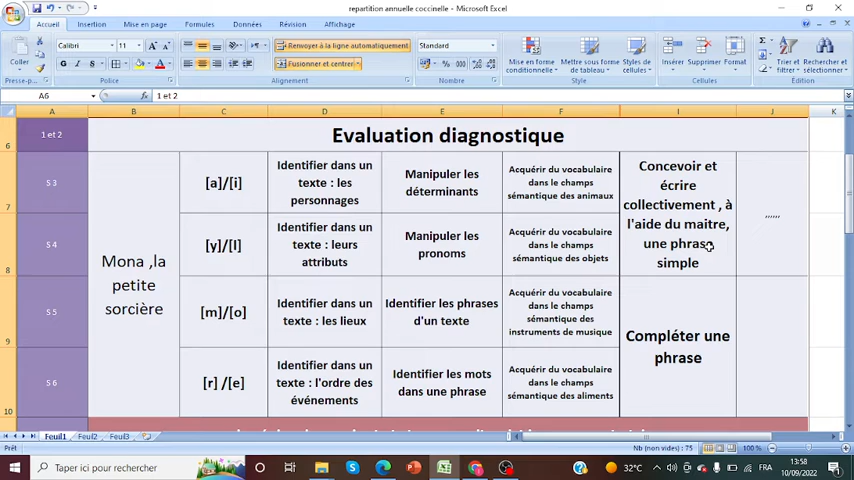 repartition annuelle coccinelle - Microsoft Excel
Accueil Insertion Mise en page Formules Données Révision Affichage
Calibri 11 Renvoyer à la ligne automatiquement Standard
Coller G I S Fusionner et centrer % 000 Mise en forme conditionnelle Mettre sous forme de tableau Styles de cellules Insérer Supprimer Format Trier et filtrer Rechercher et sélectionner
Presse-p... Police Alignement Nombre Style Cellules Édition
A6 fx 1 et 2
A B C D E F I J K
6 1 et 2 Evaluation diagnostique
7 S 3 [a]/[i] Identifier dans un texte : les personnages Manipuler les déterminants Acquérir du vocabulaire dans le champs sémantique des animaux Concevoir et écrire collectivement , à l'aide du maitre, une phrase simple ,,,,,,
8 S 4 [y]/[l] Identifier dans un texte : leurs attributs Manipuler les pronoms Acquérir du vocabulaire dans le champs sémantique des objets
Mona ,la petite sorcière
9 S 5 [m]/[o] Identifier dans un texte : les lieux Identifier les phrases d'un texte Acquérir du vocabulaire dans le champs sémantique des instruments de musique Compléter une phrase
10 S 6 [r] /[e] Identifier dans un texte : l'ordre des événements Identifier les mots dans une phrase Acquérir du vocabulaire dans le champs sémantique des aliments
Feuil1 Feuil2 Feuil3
Prêt Nb (non vides) : 75 100 %
Taper ici pour rechercher 32°C FRA 13:58
10/09/2022